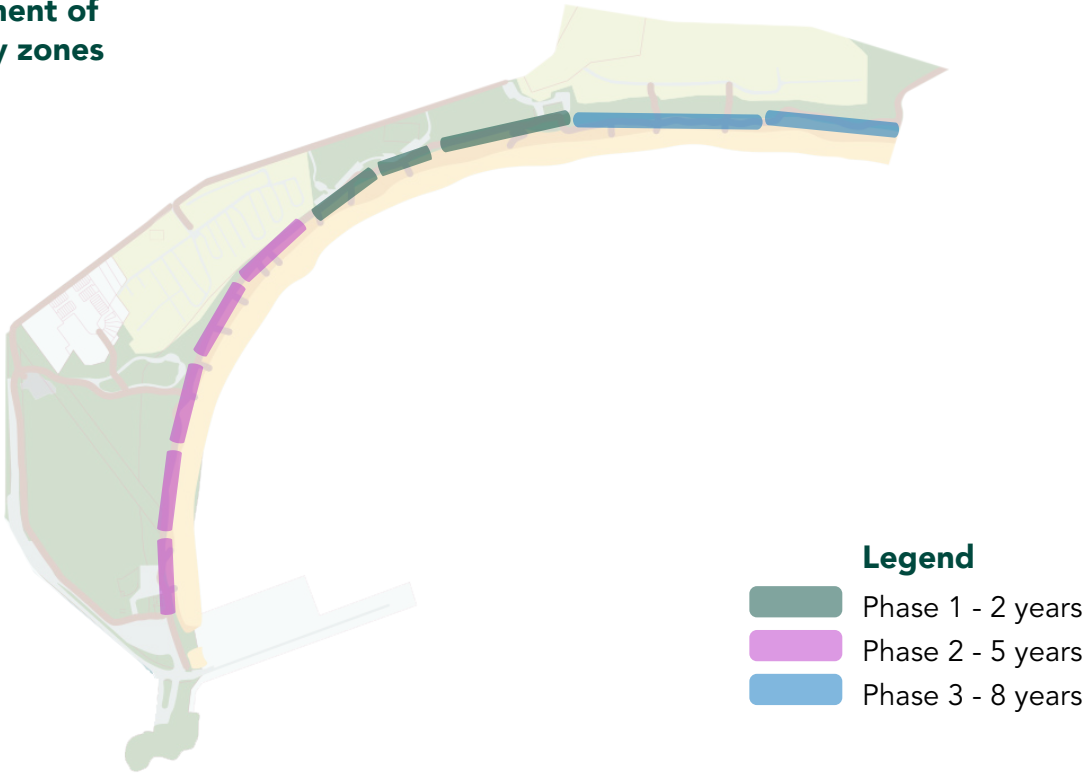 ment of
y zones
Legend
Phase 1 - 2 years
Phase 2 - 5 years
Phase 3 - 8 years